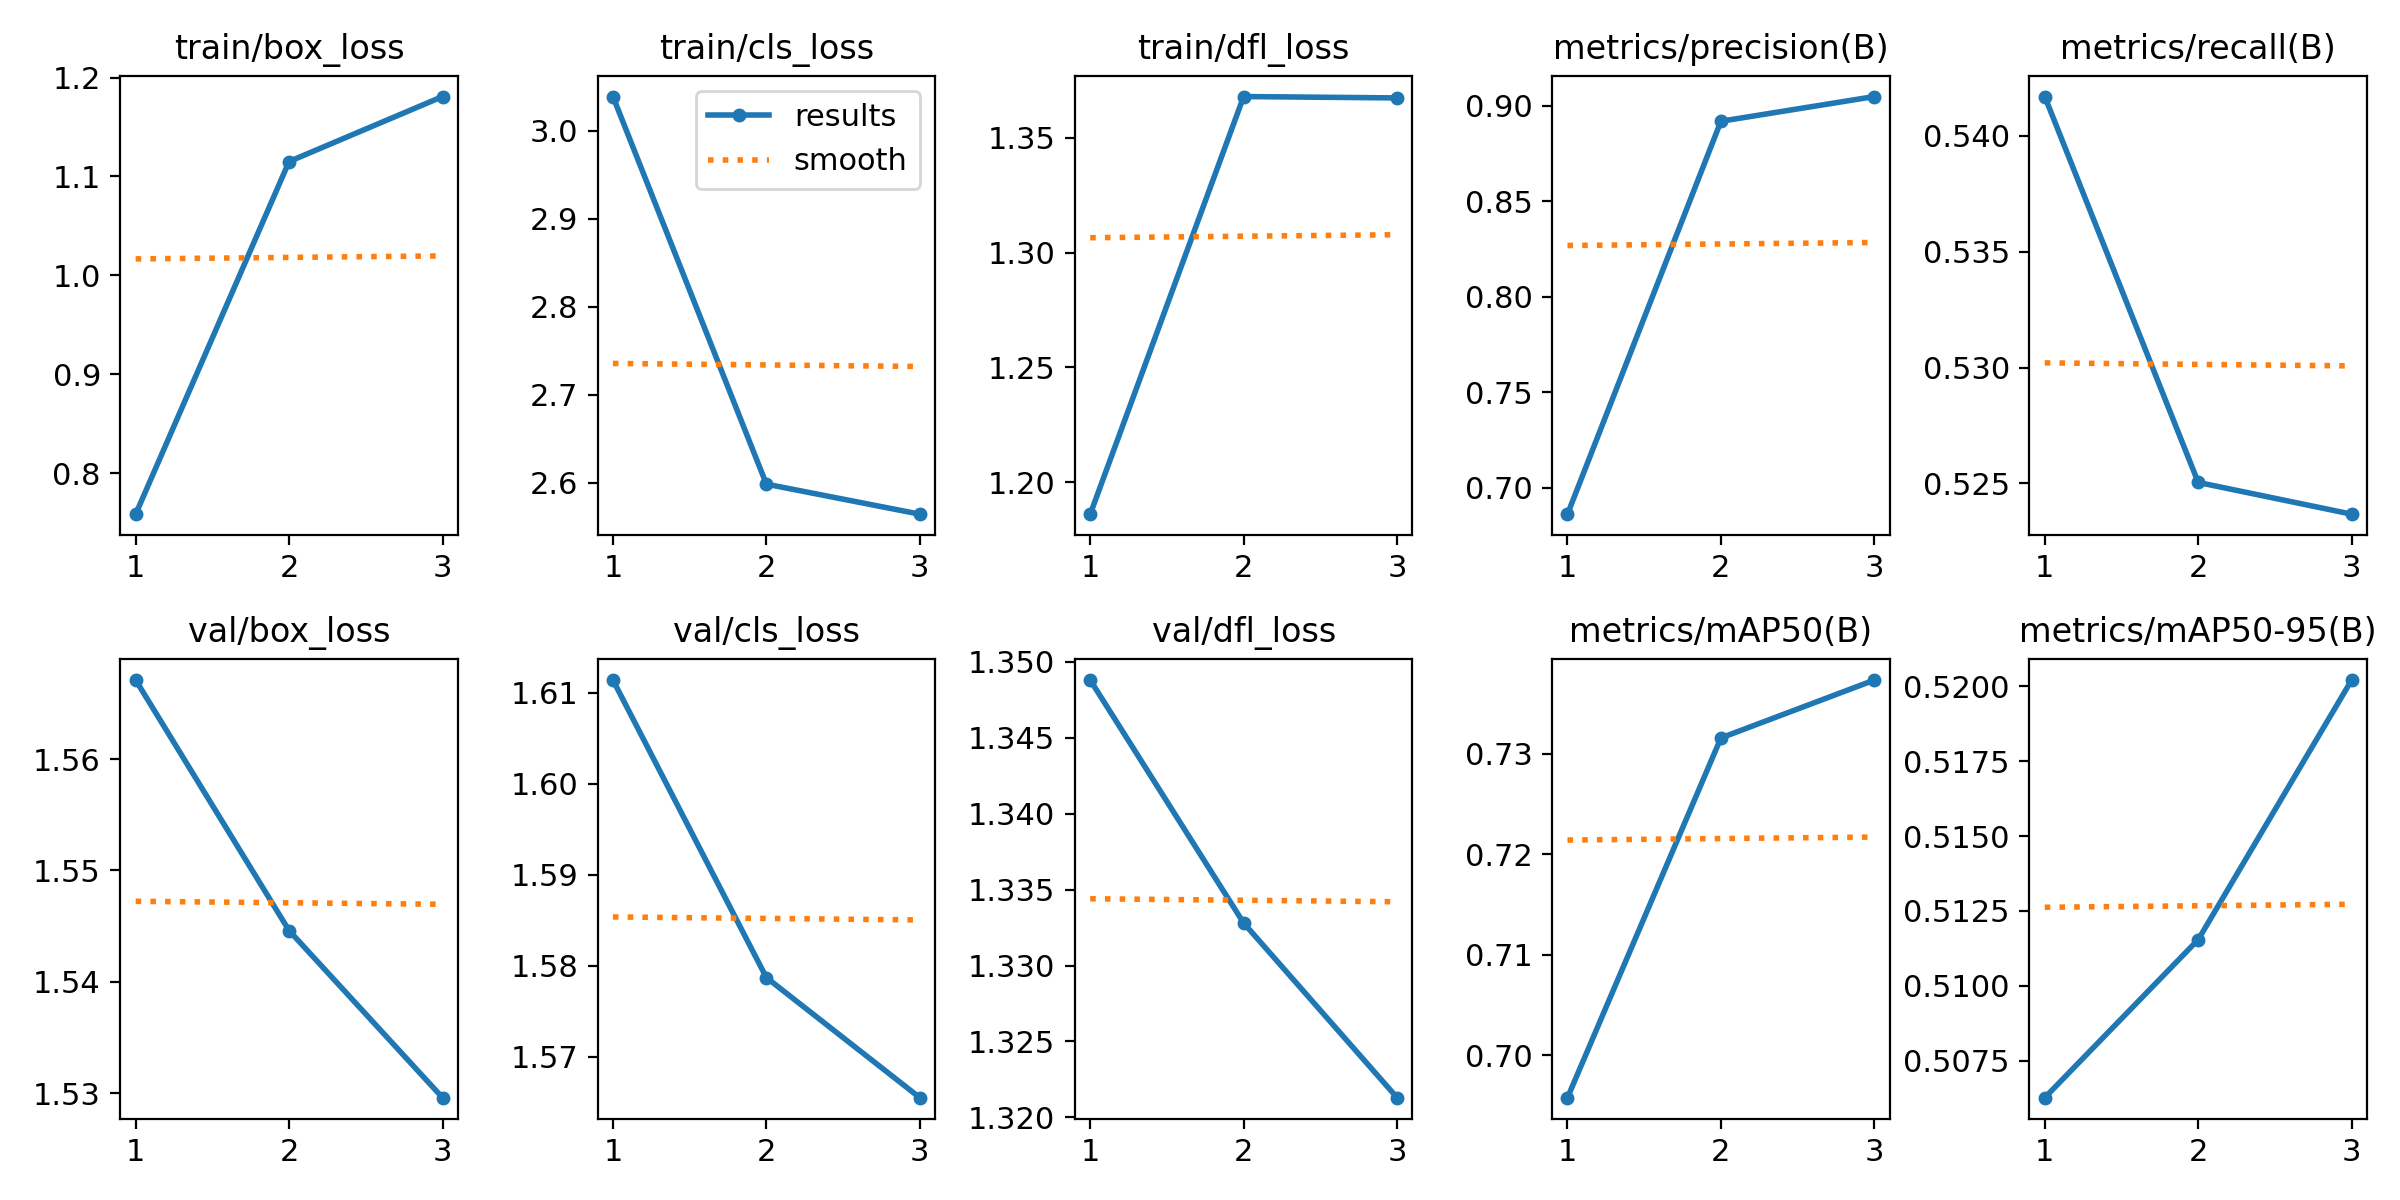 train/box_loss
1.2
1.1
1.0
0.9
0.8
1 2 3
train/cls_loss
results
smooth
3.0
2.9
2.8
2.7
2.6
1 2 3
train/dfl_loss
1.35
1.30
1.25
1.20
1 2 3
metrics/precision(B)
0.90
0.85
0.80
0.75
0.70
1 2 3
metrics/recall(B)
0.540
0.535
0.530
0.525
1 2 3
val/box_loss
1.56
1.55
1.54
1.53
1 2 3
val/cls_loss
1.61
1.60
1.59
1.58
1.57
1 2 3
val/dfl_loss
1.350
1.345
1.340
1.335
1.330
1.325
1.320
1 2 3
metrics/mAP50(B)
0.73
0.72
0.71
0.70
1 2 3
metrics/mAP50-95(B)
0.5200
0.5175
0.5150
0.5125
0.5100
0.5075
1 2 3